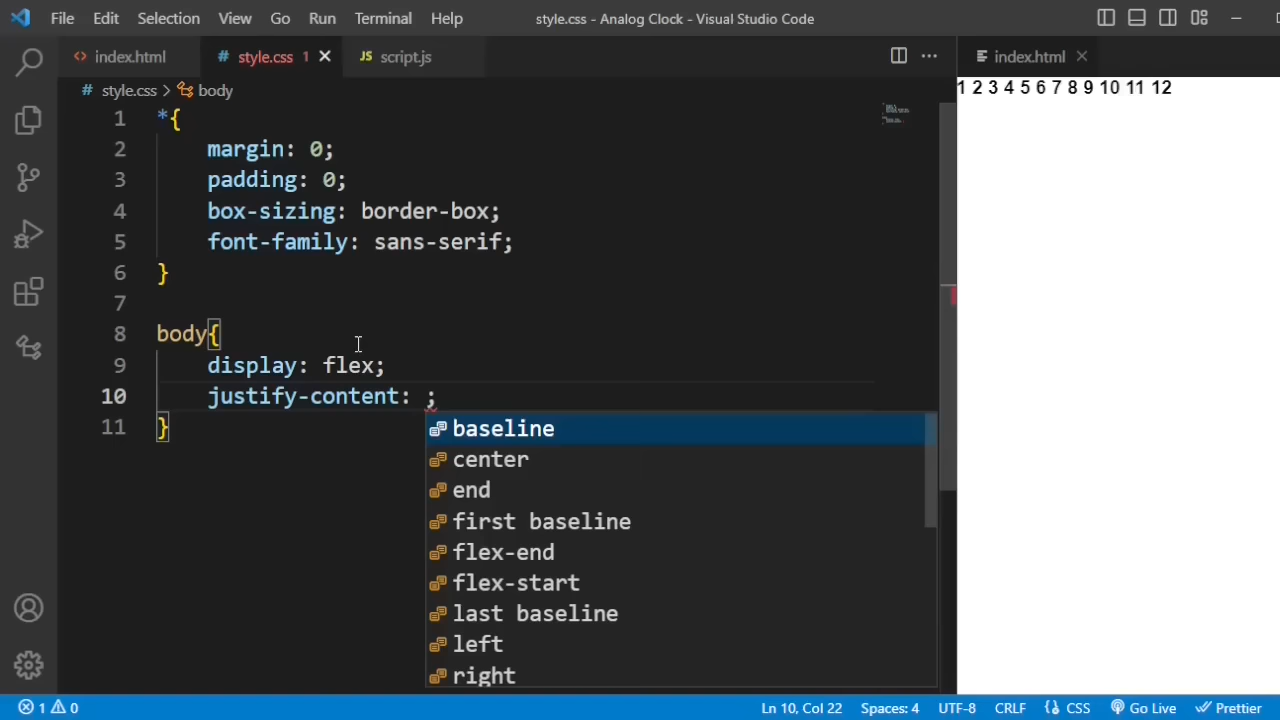 File Edit Selection View Go Run Terminal Help style.css - Analog Clock - Visual Studio Code
<> index.html # style.css 1 JS script.js index.html
# style.css > body
1 *{
2 margin: 0;
3 padding: 0;
4 box-sizing: border-box;
5 font-family: sans-serif;
6 }
7
8 body{
9 display: flex;
10 justify-content: ;
11 }
baseline
center
end
first baseline
flex-end
flex-start
last baseline
left
right
1 2 3 4 5 6 7 8 9 10 11 12
1 0 Ln 10, Col 22 Spaces: 4 UTF-8 CRLF {} CSS Go Live Prettier